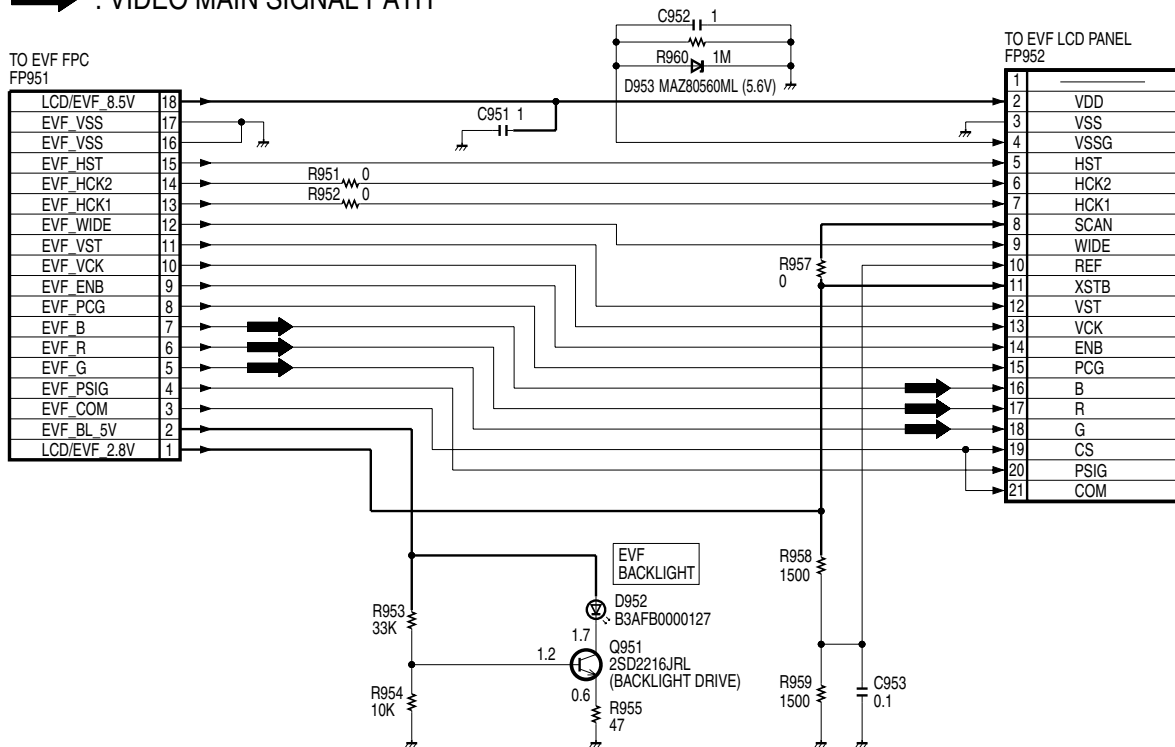 : VIDEO MAIN SIGNAL PATH
TO EVF FPC
FP951
LCD/EVF_8.5V 18
EVF_VSS 17
EVF_VSS 16
EVF_HST 15
EVF_HCK2 14
EVF_HCK1 13
EVF_WIDE 12
EVF_VST 11
EVF_VCK 10
EVF_ENB 9
EVF_PCG 8
EVF_B 7
EVF_R 6
EVF_G 5
EVF_PSIG 4
EVF_COM 3
EVF_BL_5V 2
LCD/EVF_2.8V 1
C952 1
R960 1M
D953 MAZ80560ML (5.6V)
C951 1
R951 0
R952 0
R957
0
TO EVF LCD PANEL
FP952
1
2 VDD
3 VSS
4 VSSG
5 HST
6 HCK2
7 HCK1
8 SCAN
9 WIDE
10 REF
11 XSTB
12 VST
13 VCK
14 ENB
15 PCG
16 B
17 R
18 G
19 CS
20 PSIG
21 COM
EVF
BACKLIGHT
D952
B3AFB0000127
R953
33K
1.7
1.2
0.6
Q951
2SD2216JRL
(BACKLIGHT DRIVE)
R954
10K
R955
47
R958
1500
R959
1500
C953
0.1